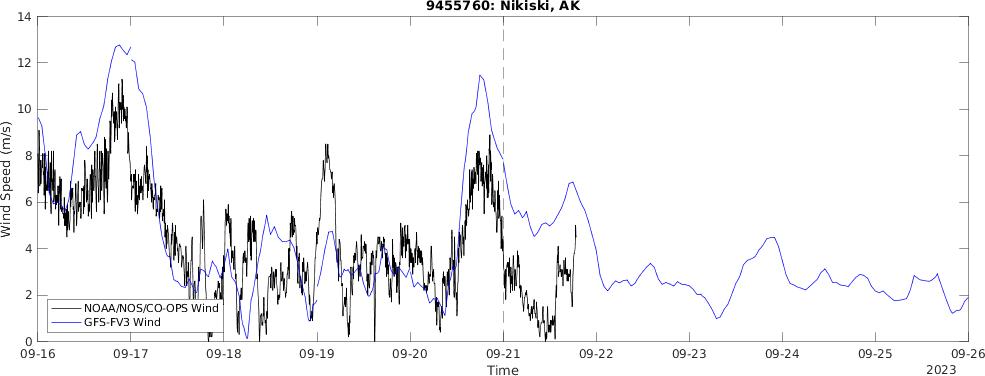 9455760: Nikiski, AK
14
12
10
8
6
4
2
0
Wind Speed (m/s)
NOAA/NOS/CO-OPS Wind
GFS-FV3 Wind
09-16 09-17 09-18 09-19 09-20 09-21 09-22 09-23 09-24 09-25 09-26
Time
2023